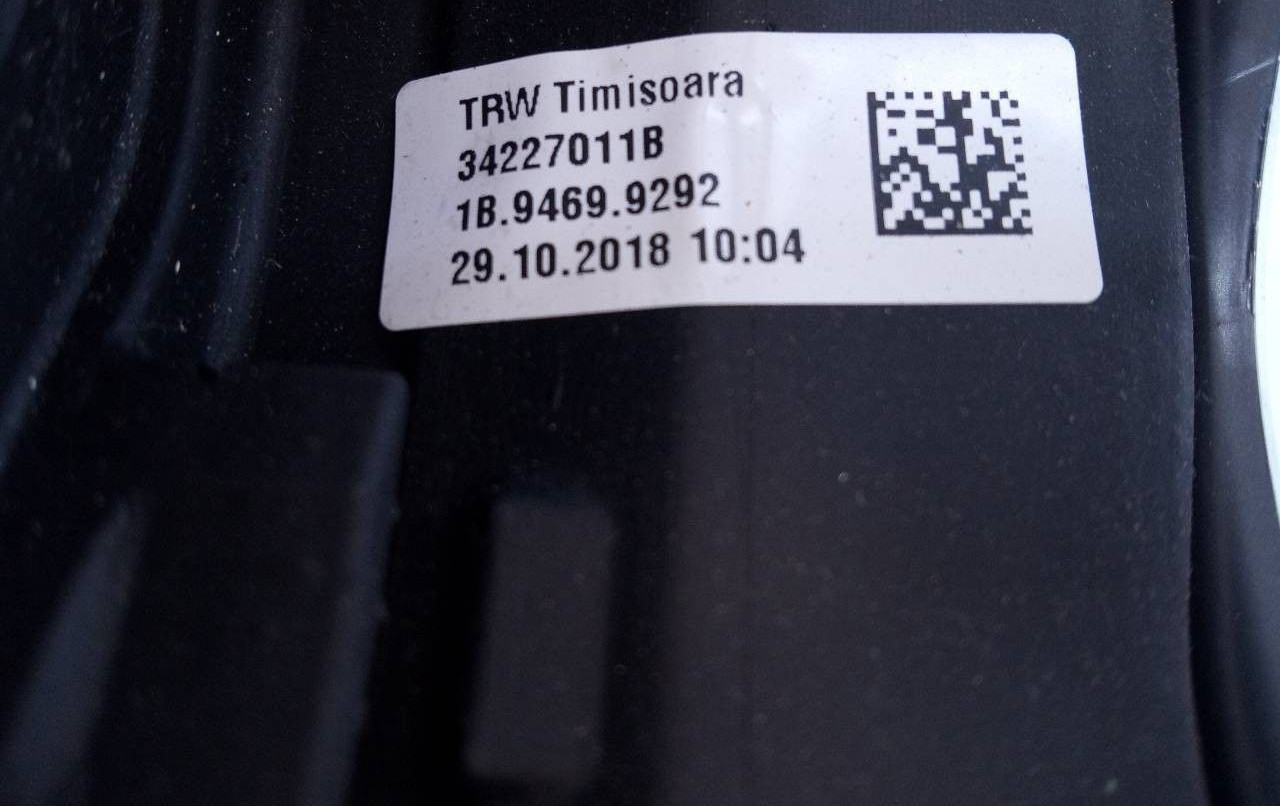 TRW Timisoara
34227011B
1B.9469.9292
29.10.2018 10:04